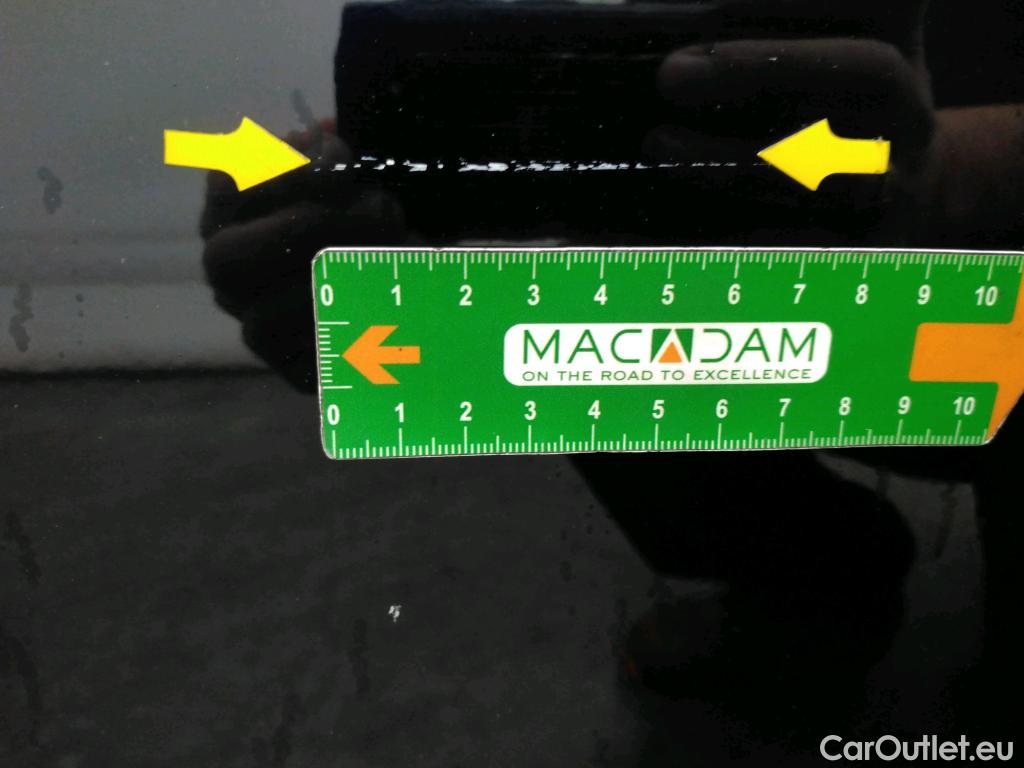 0 1 2 3 4 5 6 7 8 9 10
MACADAM
ON THE ROAD TO EXCELLENCE
0 1 2 3 4 5 6 7 8 9 10
CarOutlet.eu